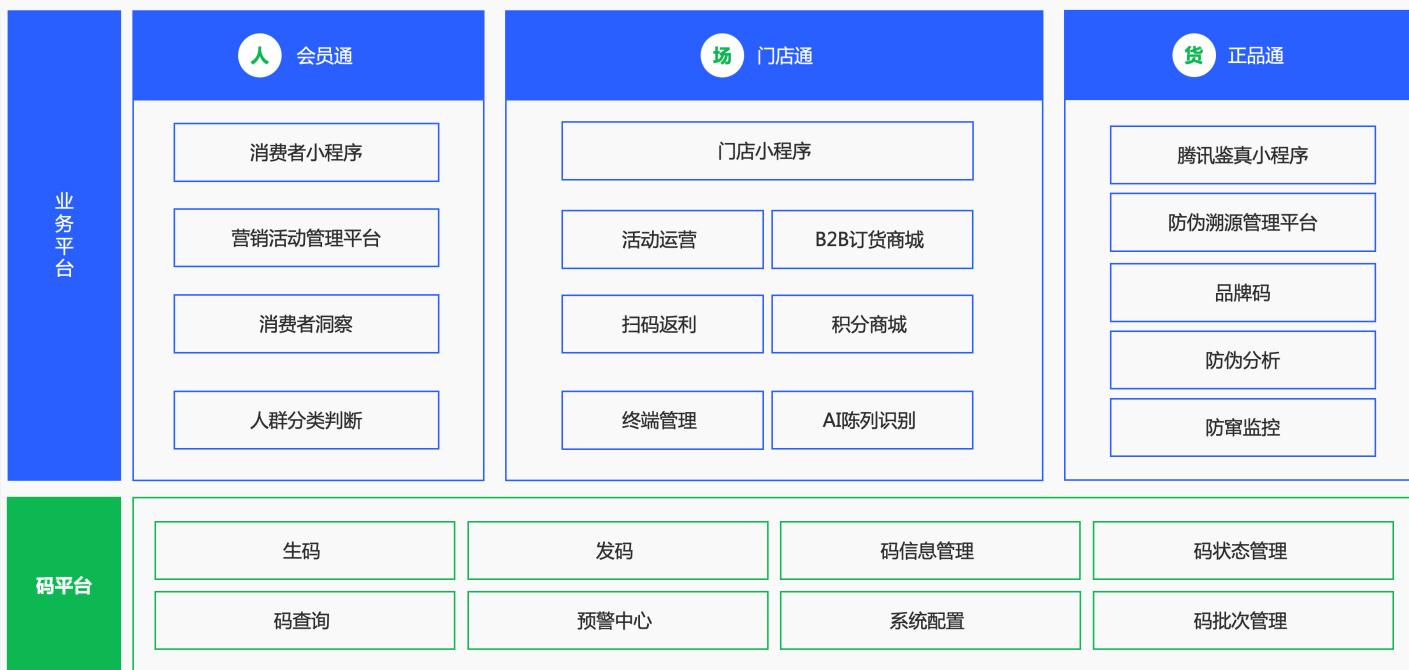 业务平台
人 会员通
消费者小程序
营销活动管理平台
消费者洞察
人群分类判断
场 门店通
门店小程序
活动运营
B2B订货商城
扫码返利
积分商城
终端管理
AI陈列识别
货 正品通
腾讯鉴真小程序
防伪溯源管理平台
品牌码
防伪分析
防窜监控
码平台
生码
发码
码信息管理
码状态管理
码查询
预警中心
系统配置
码批次管理